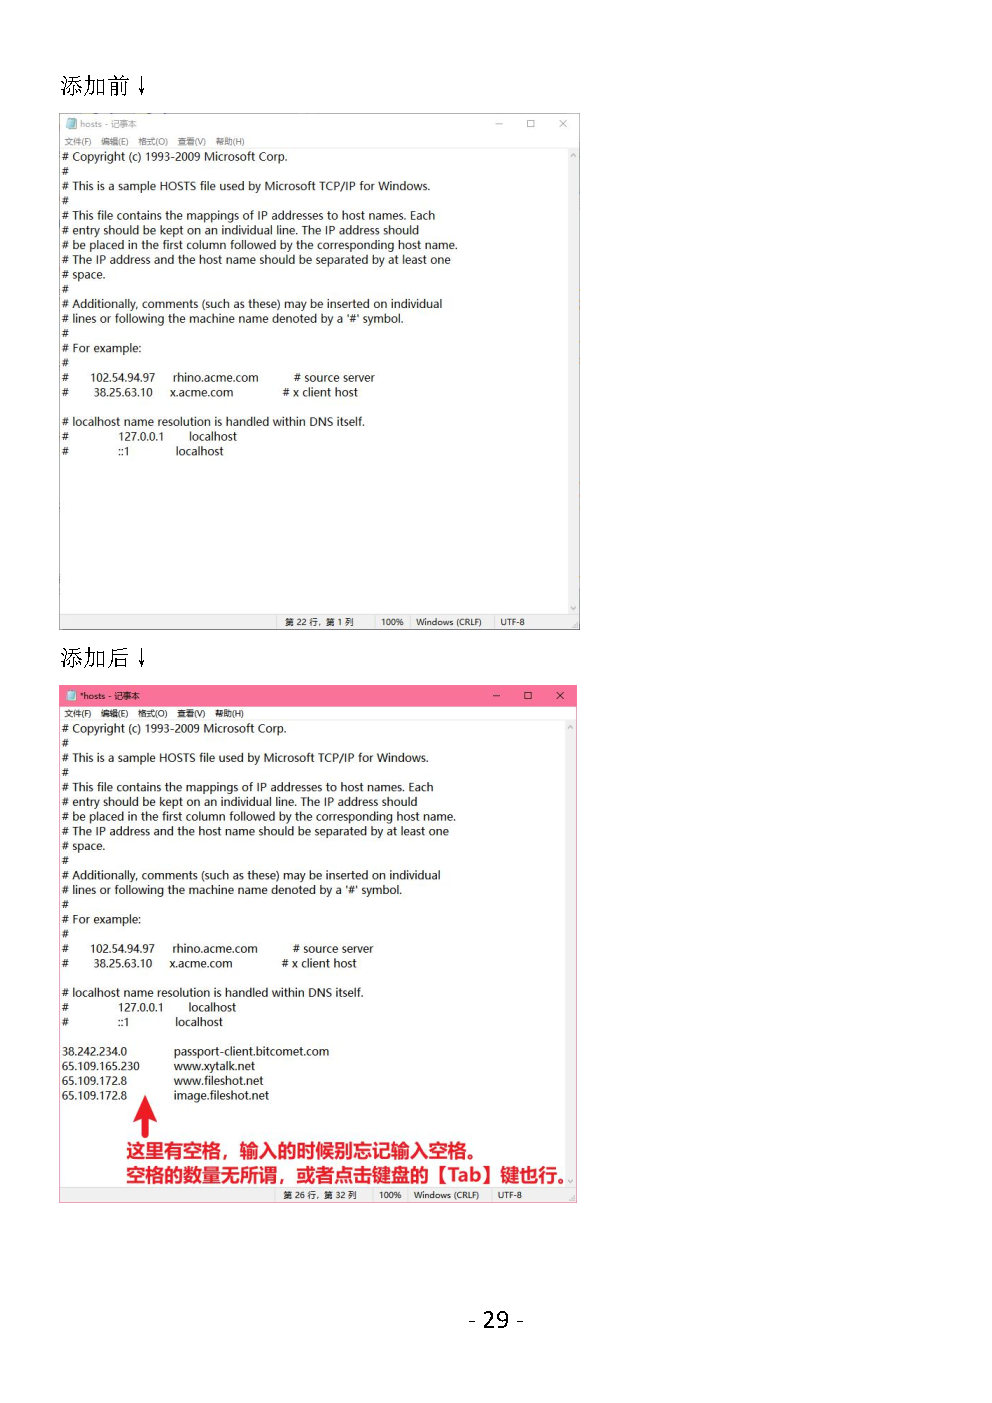 添加前↓
hosts - 记事本
文件(F) 编辑(E) 格式(O) 查看(V) 帮助(H)
# Copyright (c) 1993-2009 Microsoft Corp.
#
# This is a sample HOSTS file used by Microsoft TCP/IP for Windows.
#
# This file contains the mappings of IP addresses to host names. Each
# entry should be kept on an individual line. The IP address should
# be placed in the first column followed by the corresponding host name.
# The IP address and the host name should be separated by at least one
# space.
#
# Additionally, comments (such as these) may be inserted on individual
# lines or following the machine name denoted by a '#' symbol.
#
# For example:
#
# 102.54.94.97 rhino.acme.com # source server
# 38.25.63.10 x.acme.com # x client host
# localhost name resolution is handled within DNS itself.
# 127.0.0.1 localhost
# ::1 localhost
第 22 行，第 1 列 100% Windows (CRLF) UTF-8
添加后↓
*hosts - 记事本
文件(F) 编辑(E) 格式(O) 查看(V) 帮助(H)
# Copyright (c) 1993-2009 Microsoft Corp.
#
# This is a sample HOSTS file used by Microsoft TCP/IP for Windows.
#
# This file contains the mappings of IP addresses to host names. Each
# entry should be kept on an individual line. The IP address should
# be placed in the first column followed by the corresponding host name.
# The IP address and the host name should be separated by at least one
# space.
#
# Additionally, comments (such as these) may be inserted on individual
# lines or following the machine name denoted by a '#' symbol.
#
# For example:
#
# 102.54.94.97 rhino.acme.com # source server
# 38.25.63.10 x.acme.com # x client host
# localhost name resolution is handled within DNS itself.
# 127.0.0.1 localhost
# ::1 localhost
38.242.234.0 passport-client.bitcomet.com
65.109.165.230 www.xytalk.net
65.109.172.8 www.fileshot.net
65.109.172.8 image.fileshot.net
这里有空格，输入的时候别忘记输入空格。
空格的数量无所谓，或者点击键盘的【Tab】键也行。
第 26 行，第 32 列 100% Windows (CRLF) UTF-8
- 29 -